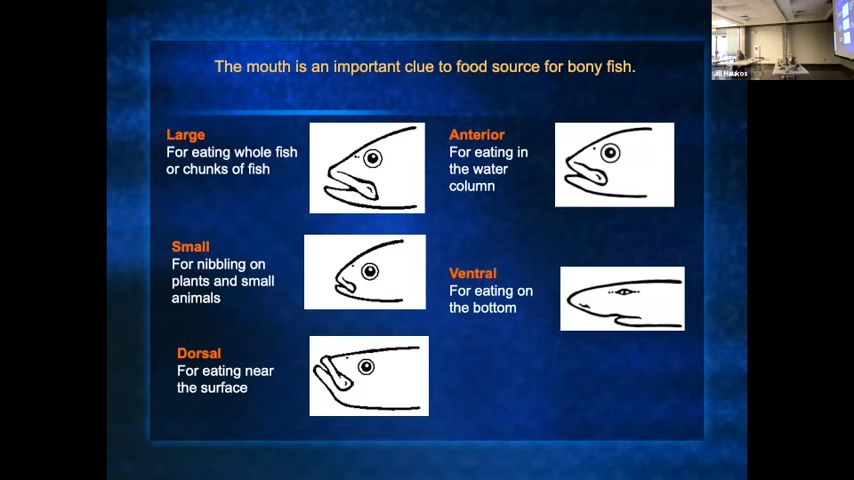 The mouth is an important clue to food source for bony fish.
Large
For eating whole fish
or chunks of fish
Small
For nibbling on
plants and small
animals
Dorsal
For eating near
the surface
Anterior
For eating in
the water
column
Ventral
For eating on
the bottom
Jill Haukos